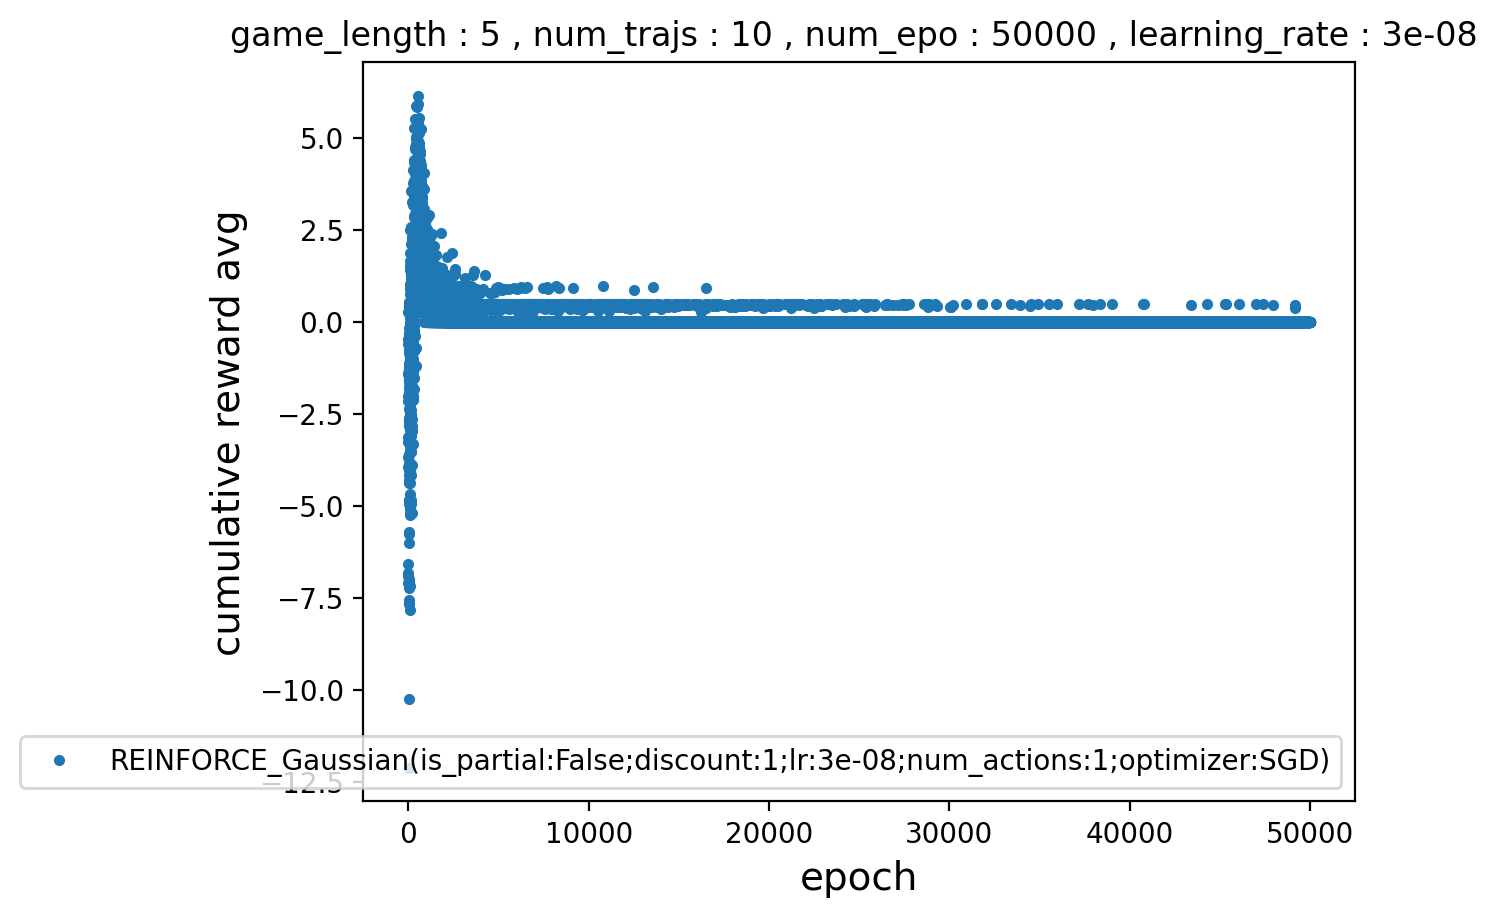 game_length : 5 , num_trajs : 10 , num_epo : 50000 , learning_rate : 3e-08
cumulative reward avg
5.0
2.5
0.0
−2.5
−5.0
−7.5
−10.0
−12.5
REINFORCE_Gaussian(is_partial:False;discount:1;lr:3e-08;num_actions:1;optimizer:SGD)
0 10000 20000 30000 40000 50000
epoch